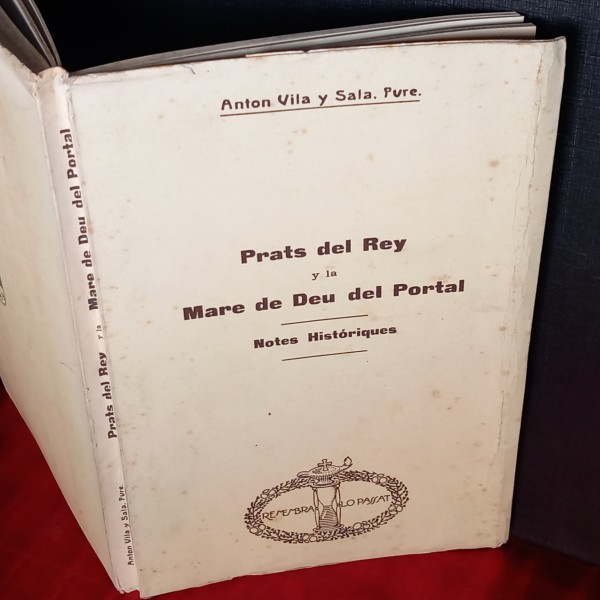 Anton Vila y Sala. Pvre.
Prats del Rey
y la
Mare de Deu del Portal
Notes Históriques
REMEMBRA LO PASSAT
Prats del Rey y la Mare de Deu del Portal
Anton Vila y Sala. Pvre.